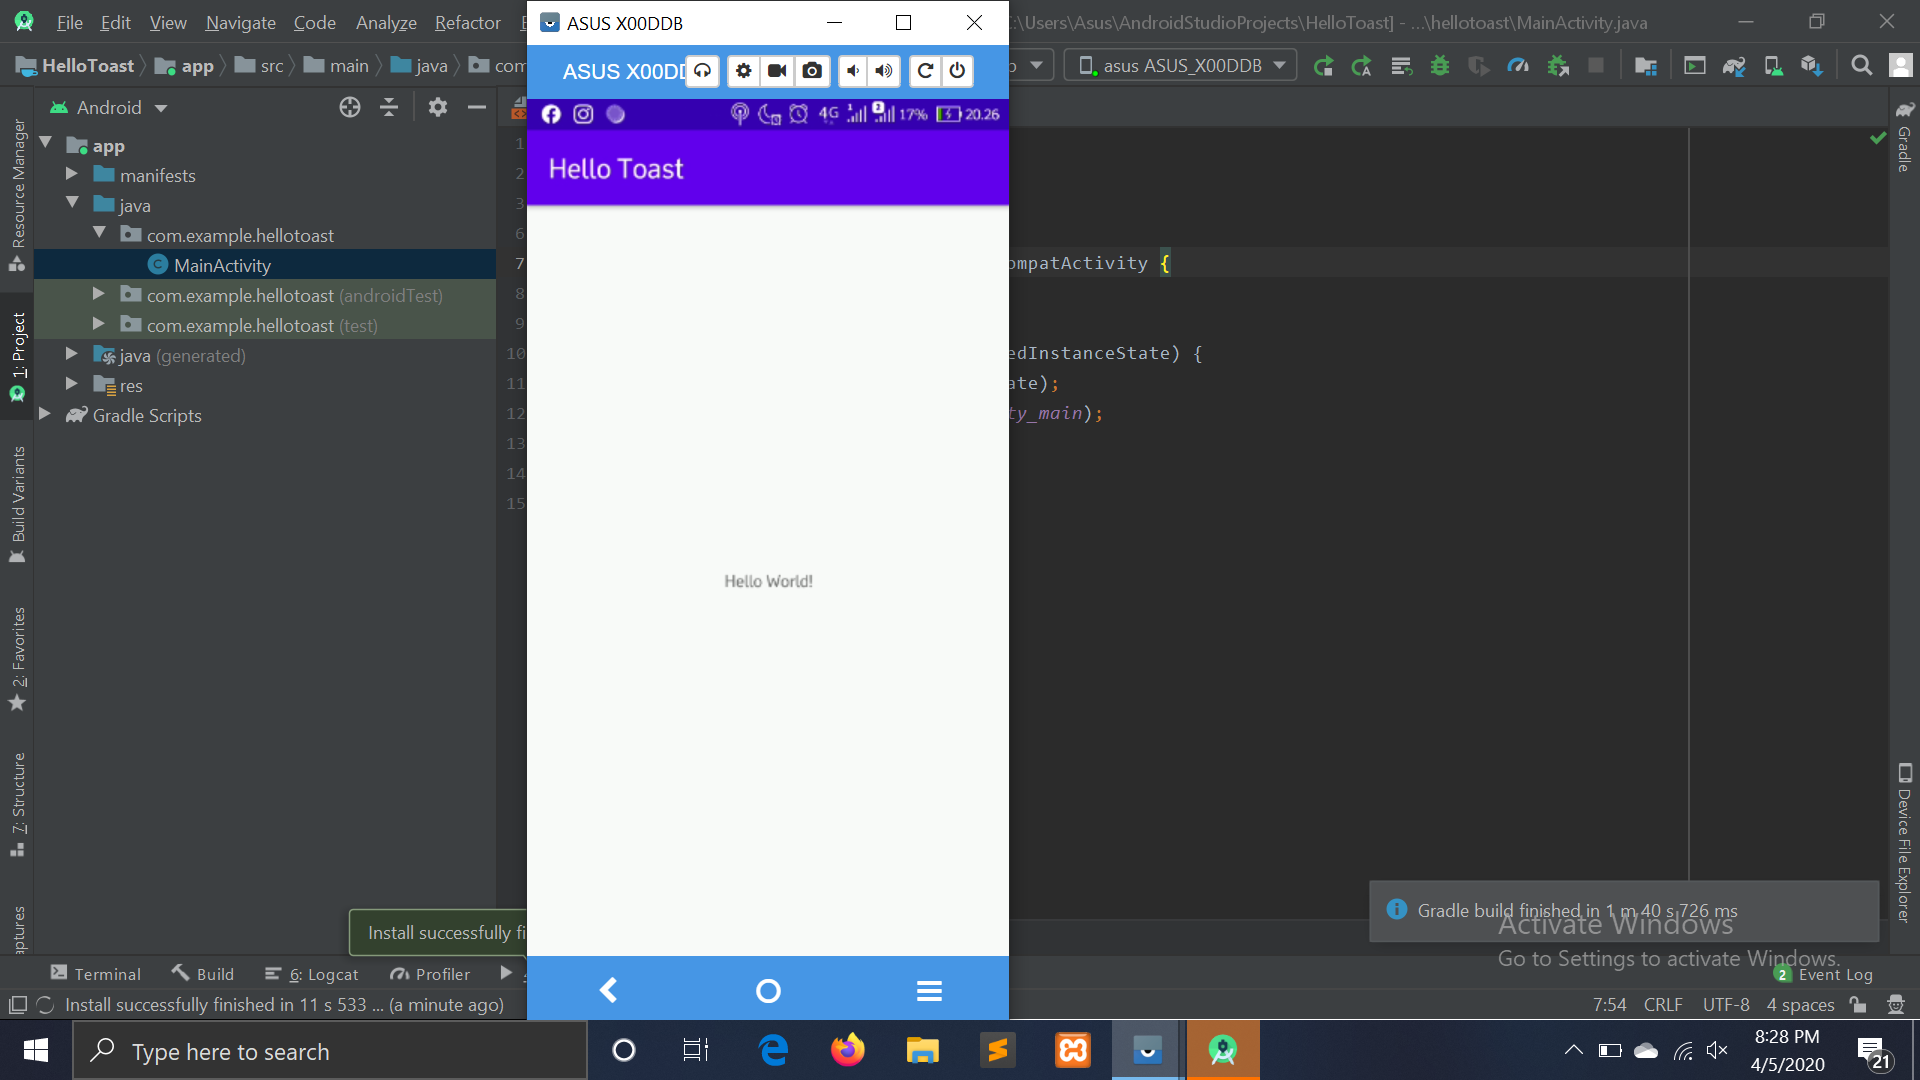 File Edit View Navigate Code Analyze Refactor
ASUS X00DDB
:\Users\Asus\AndroidStudioProjects\HelloToast] - ...\hellotoast\MainActivity.java
HelloToast app src main java com
ASUS X00DD
asus ASUS_X00DDB
Android
4G 1 2 17% 20.26
Hello Toast
Hello World!
app
manifests
java
com.example.hellotoast
MainActivity
com.example.hellotoast (androidTest)
com.example.hellotoast (test)
java (generated)
res
Gradle Scripts
Resource Manager
1: Project
Build Variants
2: Favorites
7: Structure
aptures
1
2
3
6
7 ompatActivity {
8
9
10 edInstanceState) {
11 ate);
12 ty_main);
13
14
15
Gradle
Device File Explorer
Install successfully fi
Gradle build finished in 1 m 40 s 726 ms
Activate Windows
Go to Settings to activate Windows.
Terminal Build 6: Logcat Profiler
2 Event Log
Install successfully finished in 11 s 533 ... (a minute ago)
7:54 CRLF UTF-8 4 spaces
Type here to search
8:28 PM
4/5/2020
21